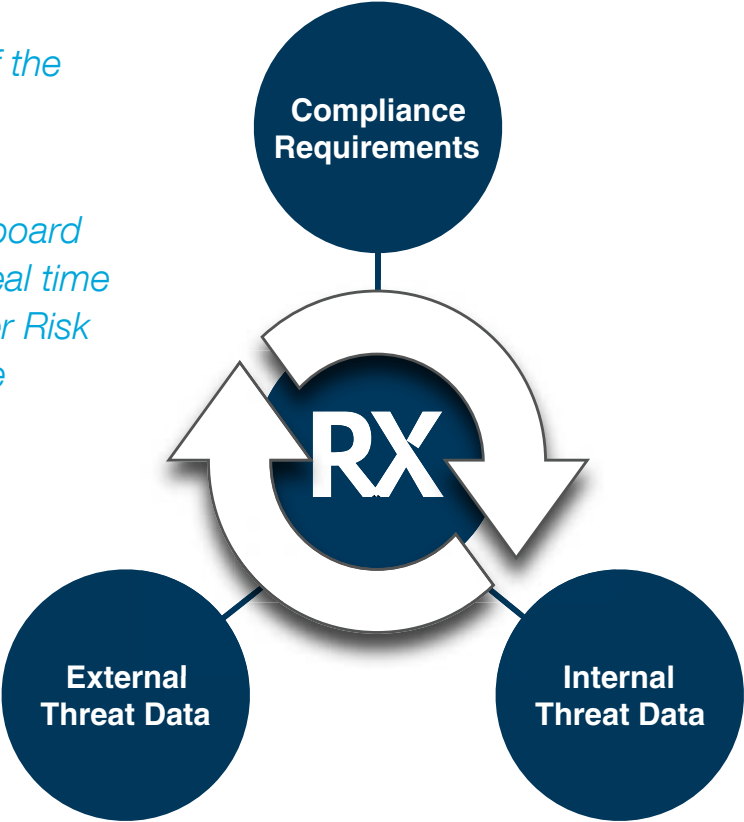 the
Compliance
Requirements
board
eal time
r Risk
RX
External
Threat Data
Internal
Threat Data